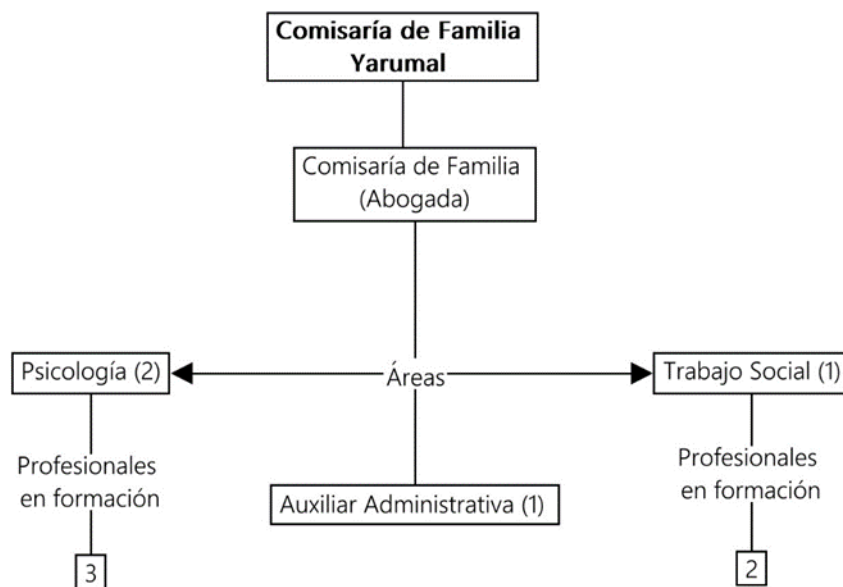 Comisaría de Familia
Yarumal
Comisaría de Familia
(Abogada)
Psicología (2)
Áreas
Trabajo Social (1)
Profesionales
en formación
Profesionales
en formación
Auxiliar Administrativa (1)
3
2